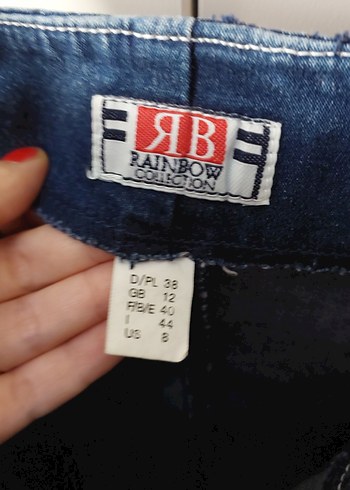 RB
RAINBOW
COLLECTION
D/PL 38
GB 12
F/B/E 40
I 44
US 8